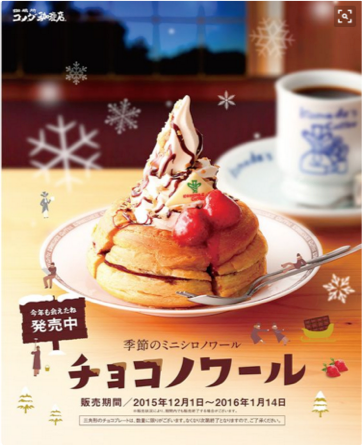 コメダ珈琲店
今年も会えたね
発売中
季節のミニシロノワール
チョコノワール
販売期間／2015年12月1日〜2016年1月14日